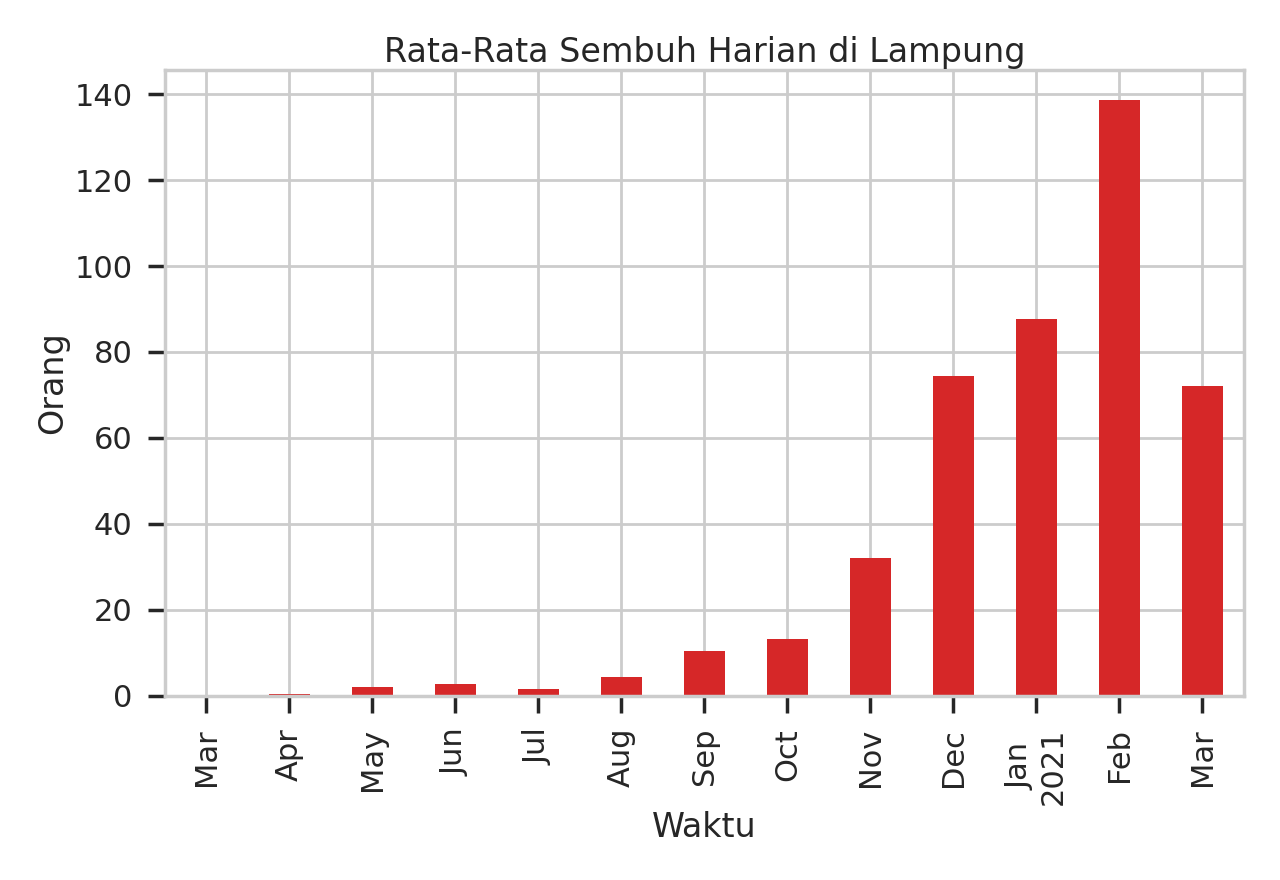 Rata-Rata Sembuh Harian di Lampung
140
120
100
80
60
40
20
0
Orang
Mar
Apr
May
Jun
Jul
Aug
Sep
Oct
Nov
Dec
Jan
2021
Feb
Mar
Waktu